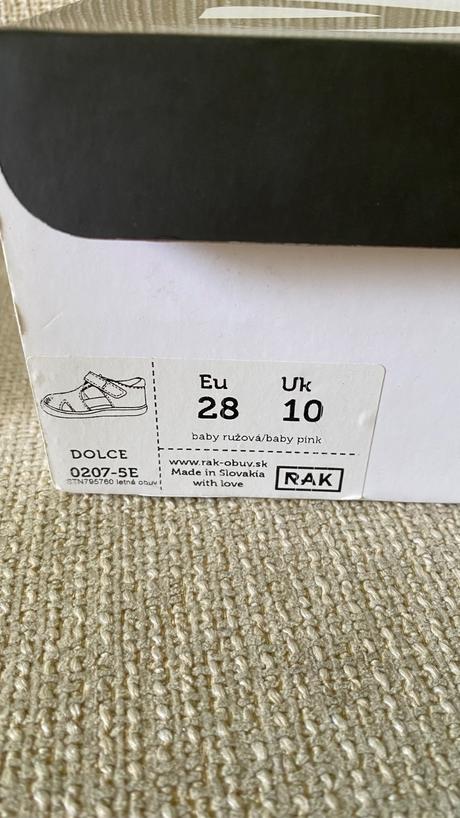 Eu Uk
28 10
baby ružová/baby pink
DOLCE
0207-5E
STN795760 letná obuv
www.rak-obuv.sk
Made in Slovakia
with love
RAK